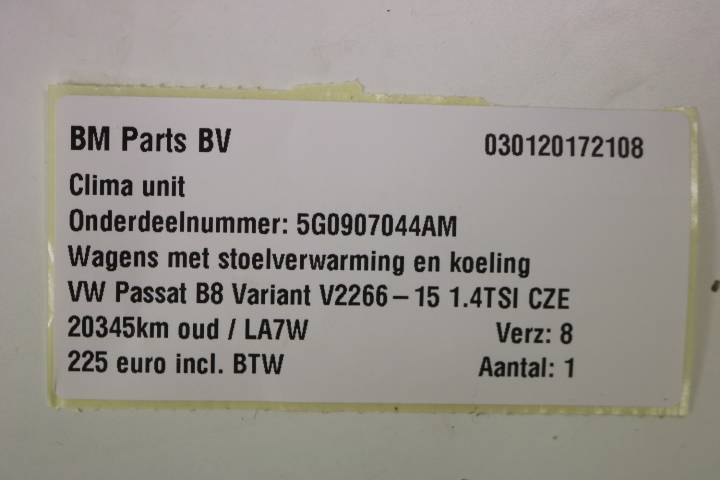 BM Parts BV 030120172108
Clima unit
Onderdeelnummer: 5G0907044AM
Wagens met stoelverwarming en koeling
VW Passat B8 Variant V2266 – 15 1.4TSI CZE
20345km oud / LA7W Verz: 8
225 euro incl. BTW Aantal: 1